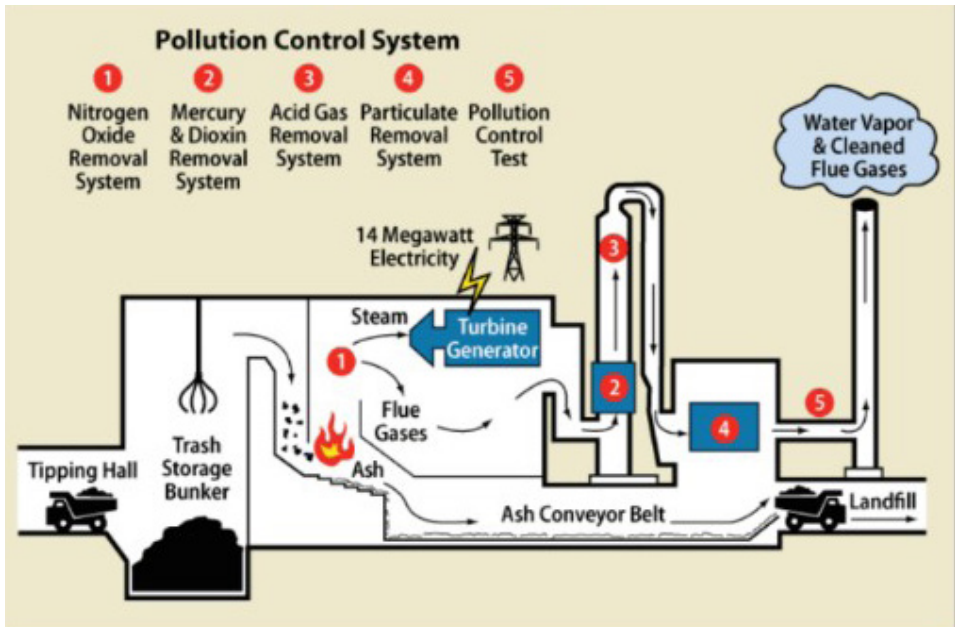 Pollution Control System
1
2
3
4
5
Nitrogen
Oxide
Removal
System
Mercury
& Dioxin
Removal
System
Acid Gas
Removal
System
Particulate
Removal
System
Pollution
Control
Test
Water Vapor
& Cleaned
Flue Gases
14 Megawatt
Electricity
3
Steam
Turbine
Generator
1
2
Flue
Gases
4
5
Tipping Hall
Trash
Storage
Bunker
Ash
Ash Conveyor Belt
Landfill